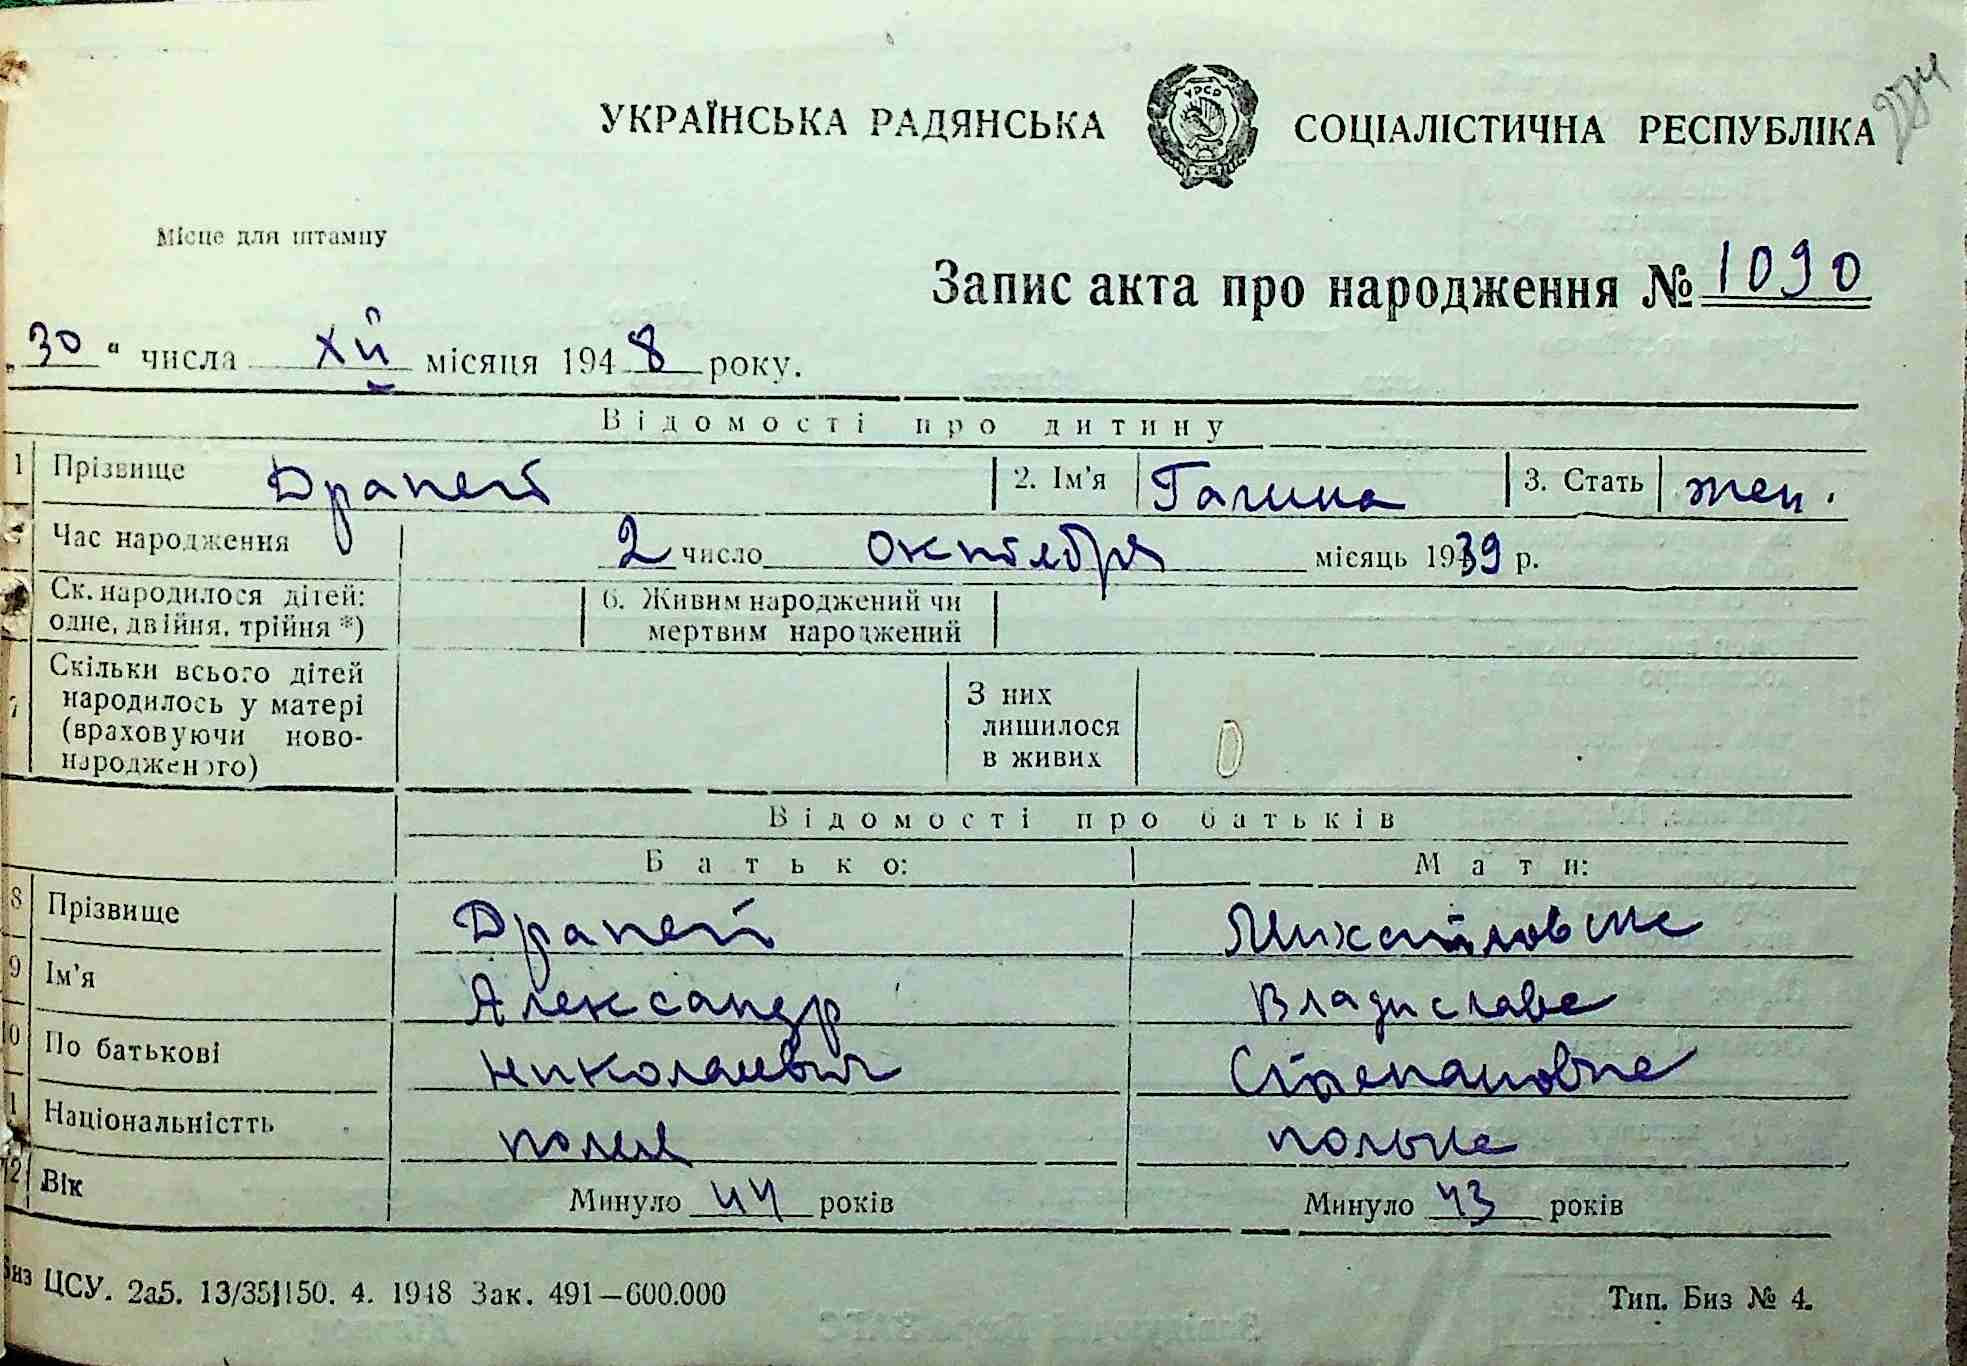 УКРАЇНСЬКА РАДЯНСЬКА СОЦІАЛІСТИЧНА РЕСПУБЛІКА
УРСР
Місце для штампу
Запис акта про народження № 1090
„30“ числа XII місяця 1948 року.
Відомості про дитину
1 Прізвище Драпей 2. Ім'я Галина 3. Стать жен.
Час народження 2 число октября місяць 1939 р.
Ск. народилося дітей: одне, двійня, трійня *) 6. Живим народжений чи мертвим народжений
7 Скільки всього дітей народилось у матері (враховуючи новонародженого) З них лишилося в живих
Відомості про батьків
Батько: Мати:
8 Прізвище Драпей
9 Ім'я Александр Владислава
10 По батькові Николаевич Степановна
11 Національністть поляк полька
12 Вік Минуло 44 років Минуло 43 років
Биз ЦСУ. 2а5. 13/351150. 4. 1948 Зак. 491—600.000 Тип. Биз № 4.